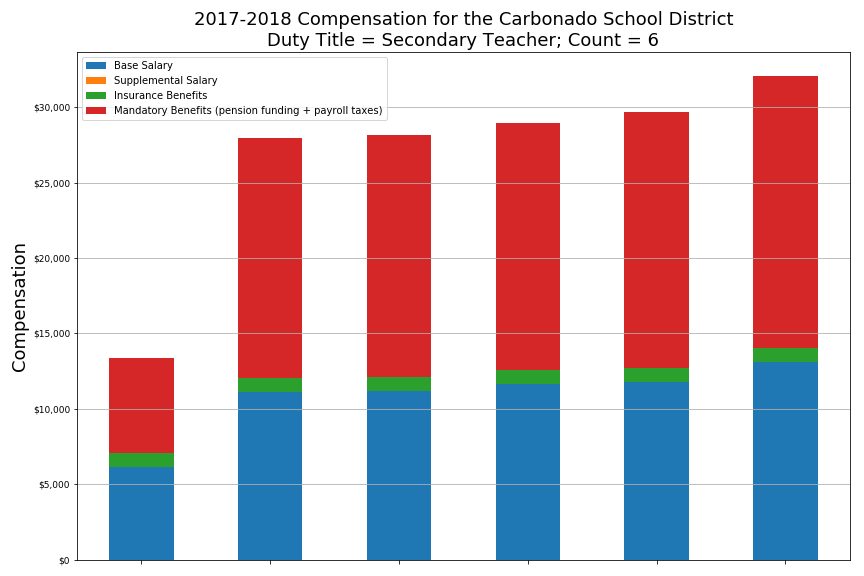 2017-2018 Compensation for the Carbonado School District
Duty Title = Secondary Teacher; Count = 6
Base Salary
Supplemental Salary
Insurance Benefits
Mandatory Benefits (pension funding + payroll taxes)
Compensation
$30,000
$25,000
$20,000
$15,000
$10,000
$5,000
$0